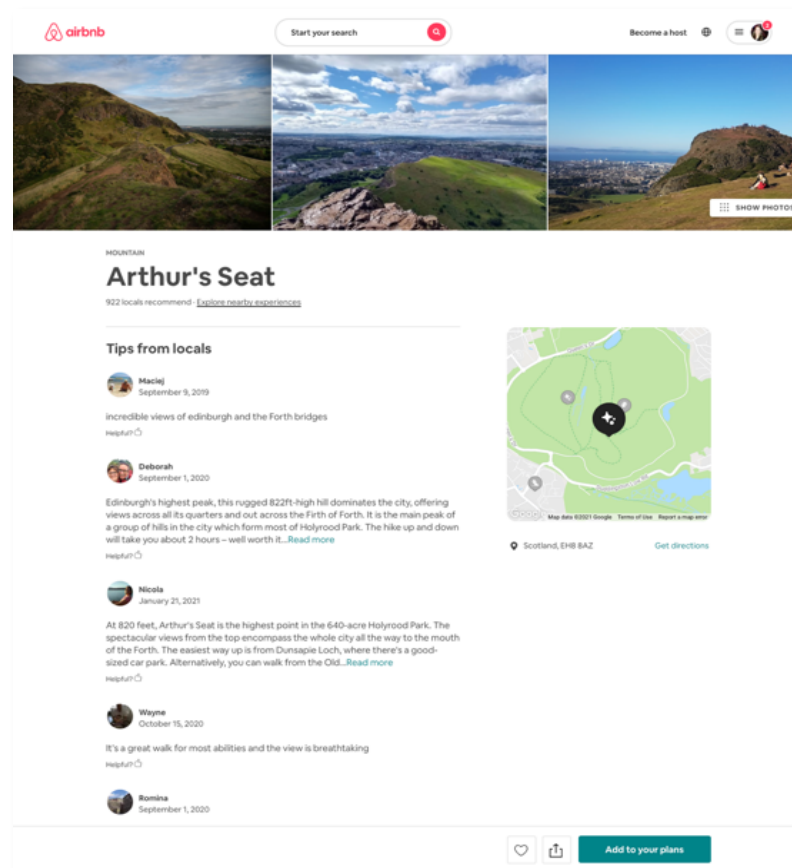 airbnb
Start your search
Become a host
2
SHOW PHOTOS
MOUNTAIN
Arthur's Seat
922 locals recommend · Explore nearby experiences
Tips from locals
Maciej
September 9, 2019
incredible views of edinburgh and the Forth bridges
Helpful?
Deborah
September 1, 2020
Edinburgh's highest peak, this rugged 822ft-high hill dominates the city, offering
views across all its quarters and out across the Firth of Forth. It is the main peak of
a group of hills in the city which form most of Holyrood Park. The hike up and down
will take you about 2 hours – well worth it...Read more
Helpful?
Nicola
January 21, 2021
At 820 feet, Arthur's Seat is the highest point in the 640-acre Holyrood Park. The
spectacular views from the top encompass the whole city all the way to the mouth
of the Forth. The easiest way up is from Dunsapie Loch, where there's a good-
sized car park. Alternatively, you can walk from the Old...Read more
Helpful?
Wayne
October 15, 2020
It's a great walk for most abilities and the view is breathtaking
Helpful?
Romina
September 1, 2020
Google
Map data ©2021 Google Terms of Use Report a map error
Scotland, EH8 8AZ
Get directions
Add to your plans